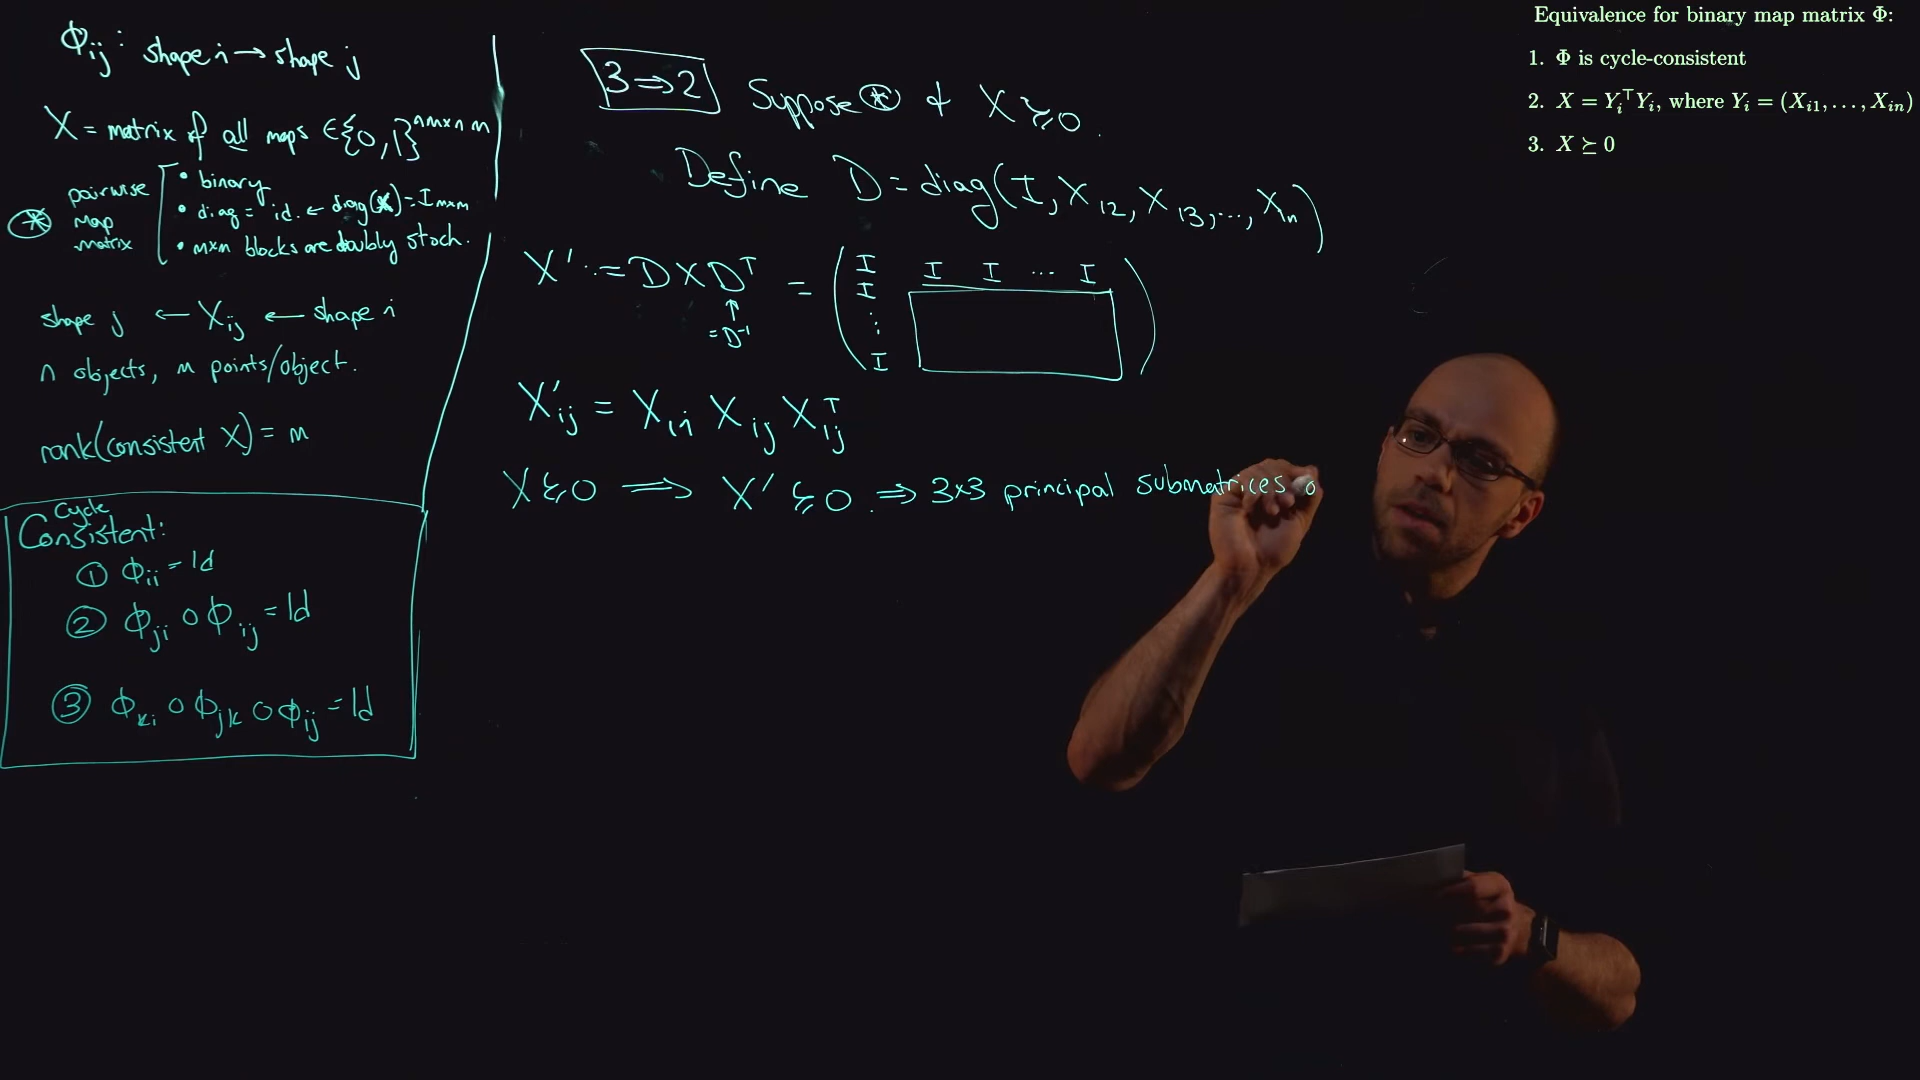 Φij : shape i → shape j
X = matrix of all maps ∈ {0,1}^{nm×nm}
⊛ pairwise map matrix
• binary
• diag = id. ← diag(X) = I_{m×m}
• m×m blocks are doubly stoch.
shape j ← Xij ← shape i
n objects, m points/object.
rank(consistent X) = m
Cycle
Consistent:
① ϕii = Id
② ϕji ∘ ϕij = Id
③ ϕki ∘ ϕjk ∘ ϕij = Id
3 ⇒ 2 Suppose ⊛ & X ⪰ 0.
Define D = diag(I, X12, X13, ..., X1n)
X' := D X D^T = ( I I I ... I
= D^-1
I
⋮
I )
X'ij = X1i Xij X1j^T
X ⪰ 0 ⟹ X' ⪰ 0. ⇒ 3×3 principal submatrices o
Equivalence for binary map matrix Φ:
1. Φ is cycle-consistent
2. X = Yi⊤Yi, where Yi = (Xi1, . . . , Xin)
3. X ⪰ 0